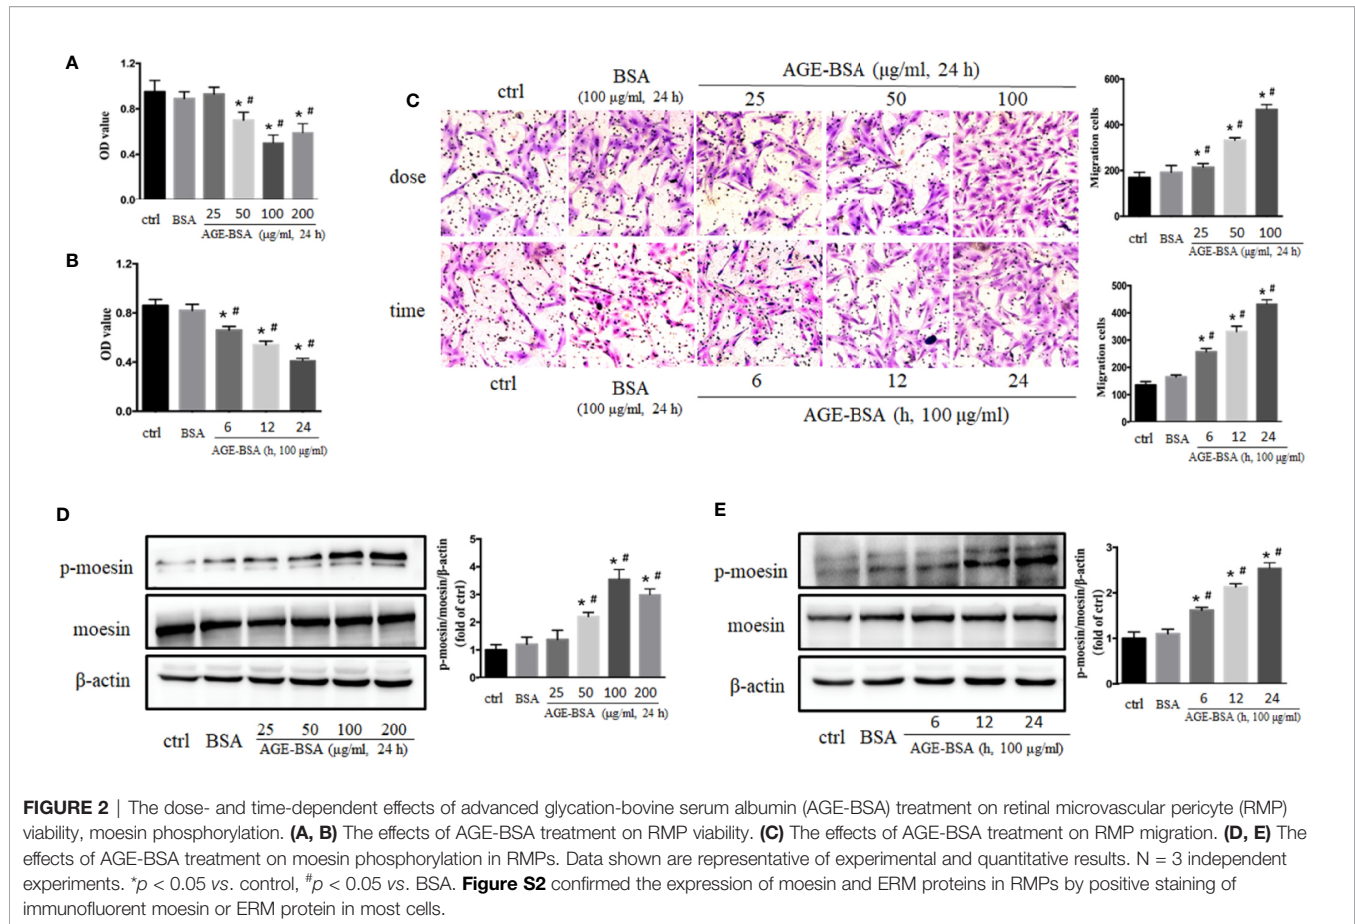 A
1.2
0.8
0.4
0.0
OD value
* #
* #
* #
ctrl
BSA
25 50 100 200
AGE-BSA (μg/ml, 24 h)
B
1.2
0.8
0.4
0.0
OD value
* #
* #
* #
ctrl
BSA
6 12 24
AGE-BSA (h, 100 μg/ml)
C
ctrl
BSA
(100 μg/ml, 24 h)
AGE-BSA (μg/ml, 24 h)
25 50 100
dose
time
ctrl
BSA
(100 μg/ml, 24 h)
6 12 24
AGE-BSA (h, 100 μg/ml)
600
400
200
0
Migration cells
* #
* #
* #
ctrl
BSA
25 50 100
AGE-BSA (μg/ml, 24 h)
500
400
300
200
100
0
Migration cells
* #
* #
* #
ctrl
BSA
6 12 24
AGE-BSA (h, 100 μg/ml)
D
p-moesin
moesin
β-actin
ctrl BSA
25 50 100 200
AGE-BSA (μg/ml, 24 h)
p-moesin/moesin/β-actin
(fold of ctrl)
5
4
3
2
1
0
* #
* #
* #
ctrl
BSA
25 50 100 200
AGE-BSA (μg/ml, 24 h)
E
p-moesin
moesin
β-actin
ctrl BSA
6 12 24
AGE-BSA (h, 100 μg/ml)
p-moesin/moesin/β-actin
(fold of ctrl)
3
2
1
0
* #
* #
* #
ctrl
BSA
6 12 24
AGE-BSA (h, 100 μg/ml)
FIGURE 2 | The dose- and time-dependent effects of advanced glycation-bovine serum albumin (AGE-BSA) treatment on retinal microvascular pericyte (RMP)
viability, moesin phosphorylation. (A, B) The effects of AGE-BSA treatment on RMP viability. (C) The effects of AGE-BSA treatment on RMP migration. (D, E) The
effects of AGE-BSA treatment on moesin phosphorylation in RMPs. Data shown are representative of experimental and quantitative results. N = 3 independent
experiments. *p < 0.05 vs. control, #p < 0.05 vs. BSA. Figure S2 confirmed the expression of moesin and ERM proteins in RMPs by positive staining of
immunofluorent moesin or ERM protein in most cells.